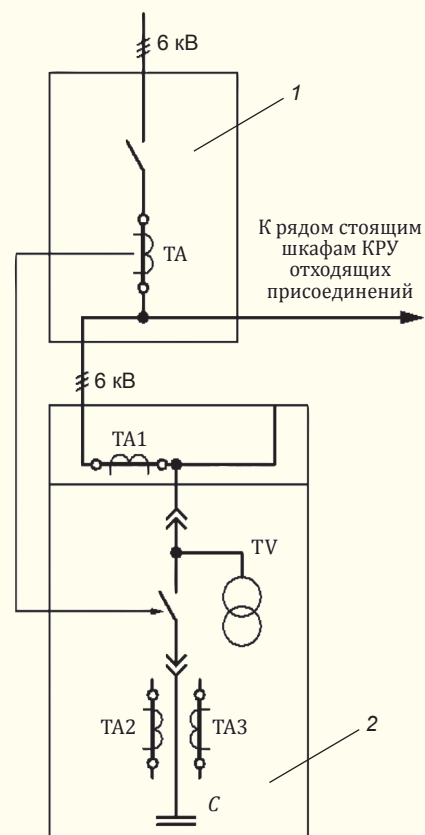 6 кВ
1
TA
К рядом стоящим
шкафам КРУ
отходящих
присоединений
6 кВ
TA1
TV
TA2
TA3
2
C